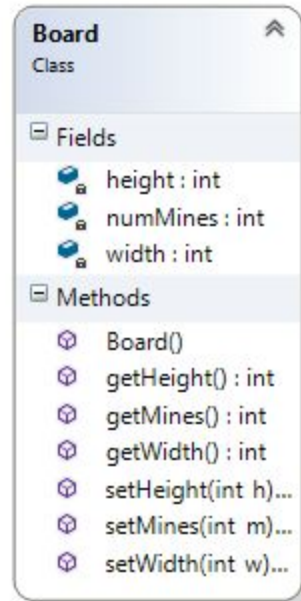 Board
Class
Fields
height : int
numMines : int
width : int
Methods
Board()
getHeight() : int
getMines() : int
getWidth() : int
setHeight(int h)...
setMines(int m)...
setWidth(int w)...